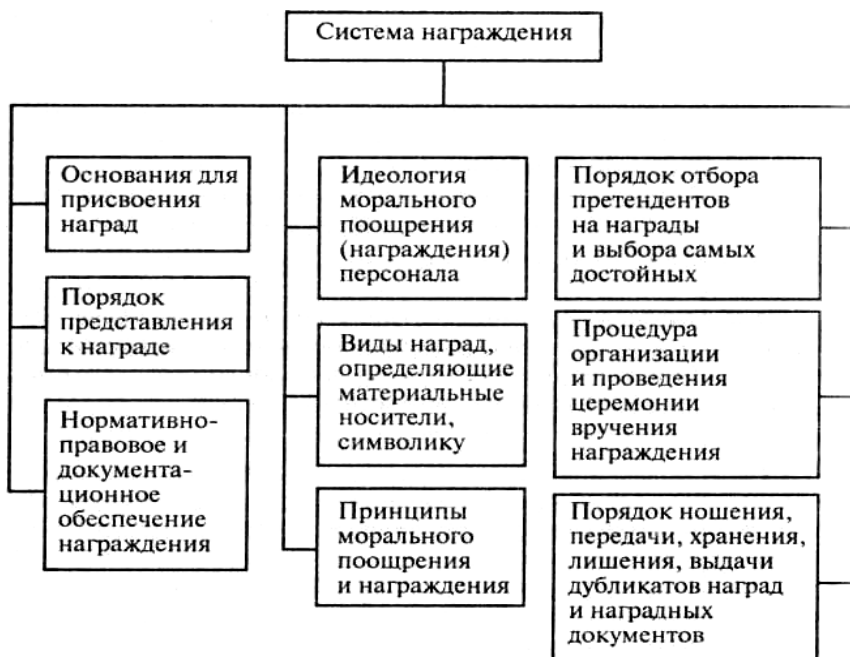 Система награждения
Основания для
присвоения
наград
Порядок
представления
к награде
Нормативно-
правовое и
документа-
ционное
обеспечение
награждения
Идеология
морального
поощрения
(награждения)
персонала
Виды наград,
определяющие
материальные
носители,
символику
Принципы
морального
поощрения
и награждения
Порядок отбора
претендентов
на награды
и выбора самых
достойных
Процедура
организации
и проведения
церемонии
вручения
награждения
Порядок ношения,
передачи, хранения,
лишения, выдачи
дубликатов наград
и наградных
документов